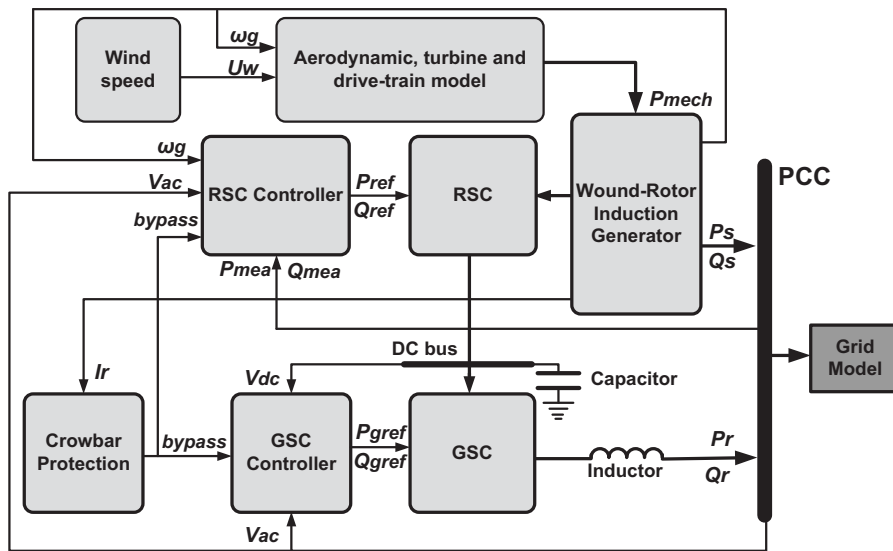 ωg
Wind
speed
Uw
Aerodynamic, turbine and
drive-train model
Pmech
ωg
Vac
bypass
RSC Controller
Pref
Qref
RSC
Wound-Rotor
Induction
Generator
PCC
Ps
Qs
Pmea
Qmea
DC bus
Capacitor
Grid
Model
Ir
Vdc
Crowbar
Protection
bypass
GSC
Controller
Pgref
Qgref
GSC
Inductor
Pr
Qr
Vac